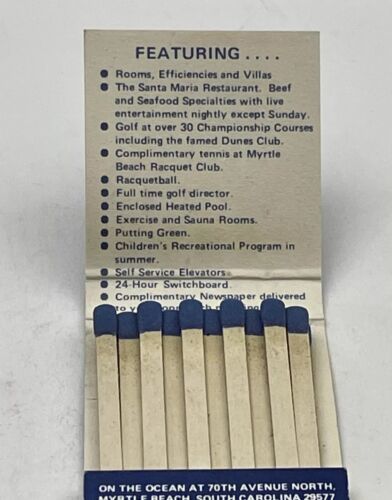 FEATURING....
● Rooms, Efficiencies and Villas
● The Santa Maria Restaurant. Beef
and Seafood Specialties with live
entertainment nightly except Sunday.
● Golf at over 30 Championship Courses
including the famed Dunes Club.
● Complimentary tennis at Myrtle
Beach Racquet Club.
● Racquetball.
● Full time golf director.
● Enclosed Heated Pool.
● Exercise and Sauna Rooms.
● Putting Green.
● Children's Recreational Program in
summer.
● Self Service Elevators
● 24-Hour Switchboard
● Complimentary Newspaper delivered
to
ON THE OCEAN AT 70TH AVENUE NORTH,
MYRTLE BEACH, SOUTH CAROLINA 29577